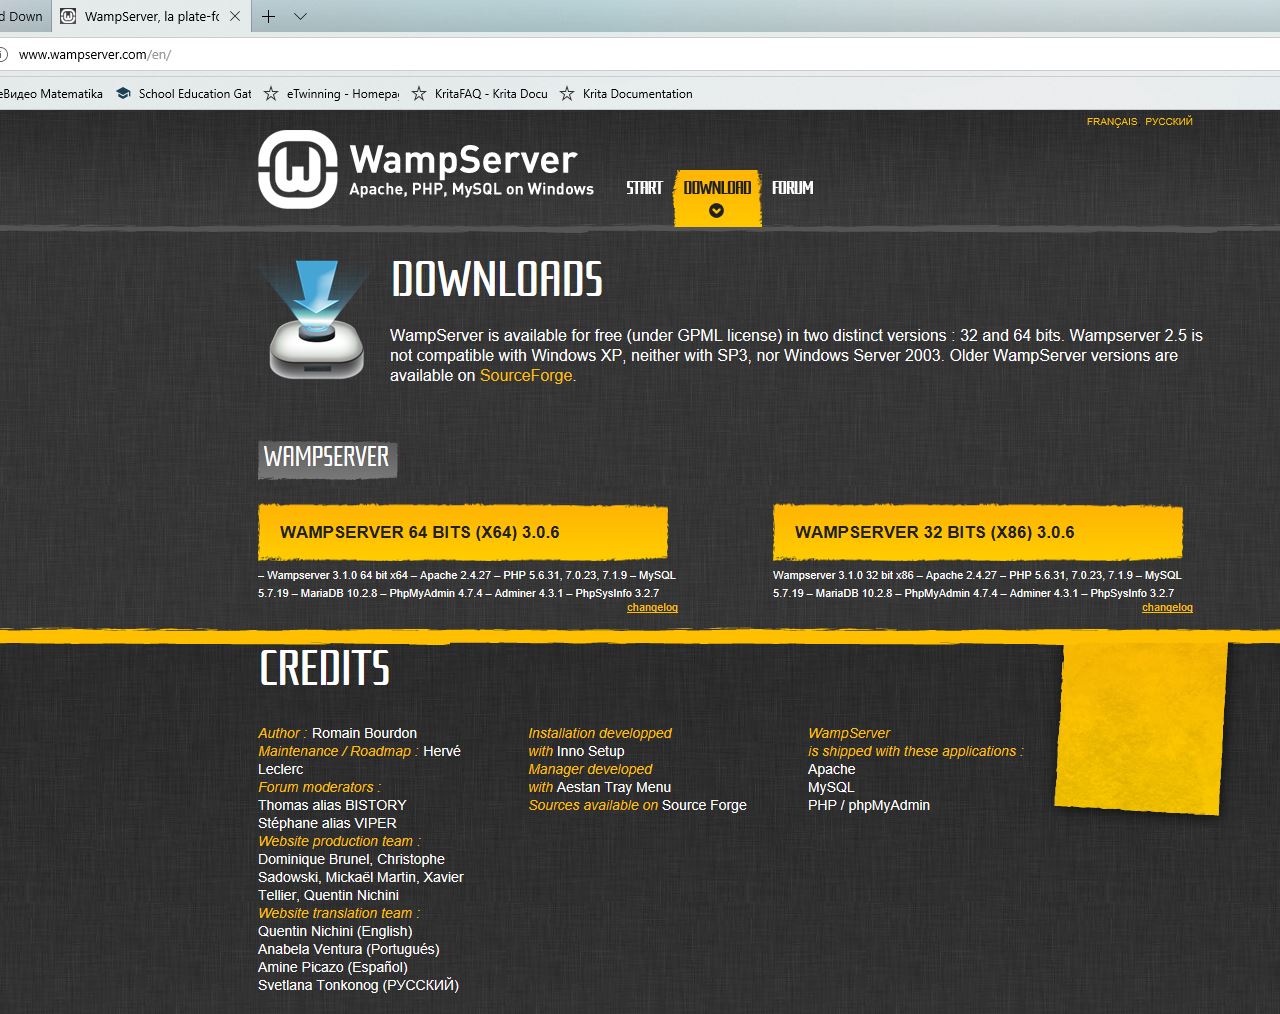 d Down
WampServer, la plate-fo
www.wampserver.com/en/
еВидео Matematika
School Education Gat
eTwinning - Homepa
KritaFAQ - Krita Docu
Krita Documentation
FRANÇAIS РУССКИЙ
WampServer
Apache, PHP, MySQL on Windows
START
DOWNLOAD
FORUM
DOWNLOADS
WampServer is available for free (under GPML license) in two distinct versions : 32 and 64 bits. Wampserver 2.5 is
not compatible with Windows XP, neither with SP3, nor Windows Server 2003. Older WampServer versions are
available on SourceForge.
WAMPSERVER
WAMPSERVER 64 BITS (X64) 3.0.6
– Wampserver 3.1.0 64 bit x64 – Apache 2.4.27 – PHP 5.6.31, 7.0.23, 7.1.9 – MySQL
5.7.19 – MariaDB 10.2.8 – PhpMyAdmin 4.7.4 – Adminer 4.3.1 – PhpSysInfo 3.2.7
changelog
WAMPSERVER 32 BITS (X86) 3.0.6
Wampserver 3.1.0 32 bit x86 – Apache 2.4.27 – PHP 5.6.31, 7.0.23, 7.1.9 – MySQL
5.7.19 – MariaDB 10.2.8 – PhpMyAdmin 4.7.4 – Adminer 4.3.1 – PhpSysInfo 3.2.7
changelog
CREDITS
Author : Romain Bourdon
Maintenance / Roadmap : Hervé
Leclerc
Forum moderators :
Thomas alias BISTORY
Stéphane alias VIPER
Website production team :
Dominique Brunel, Christophe
Sadowski, Mickaël Martin, Xavier
Tellier, Quentin Nichini
Website translation team :
Quentin Nichini (English)
Anabela Ventura (Portugués)
Amine Picazo (Español)
Svetlana Tonkonog (РУССКИЙ)
Installation developped
with Inno Setup
Manager developed
with Aestan Tray Menu
Sources available on Source Forge
WampServer
is shipped with these applications :
Apache
MySQL
PHP / phpMyAdmin